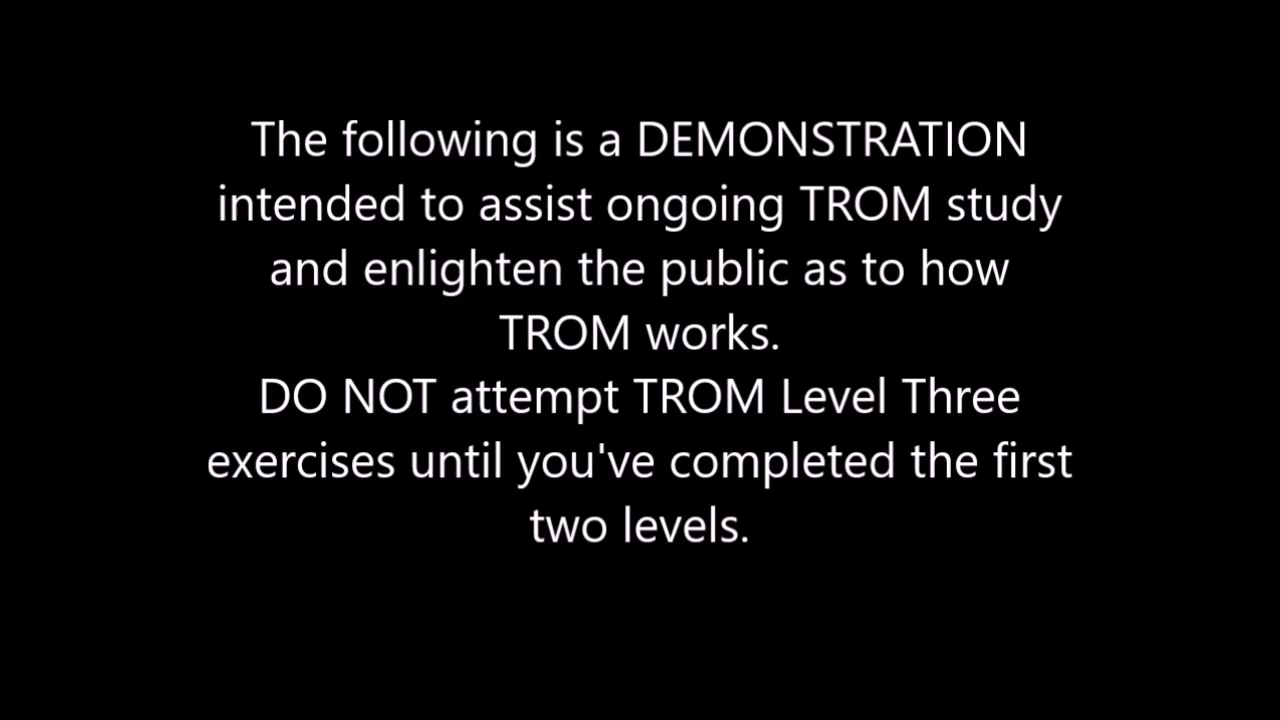 The following is a DEMONSTRATION
intended to assist ongoing TROM study
and enlighten the public as to how
TROM works.
DO NOT attempt TROM Level Three
exercises until you've completed the first
two levels.